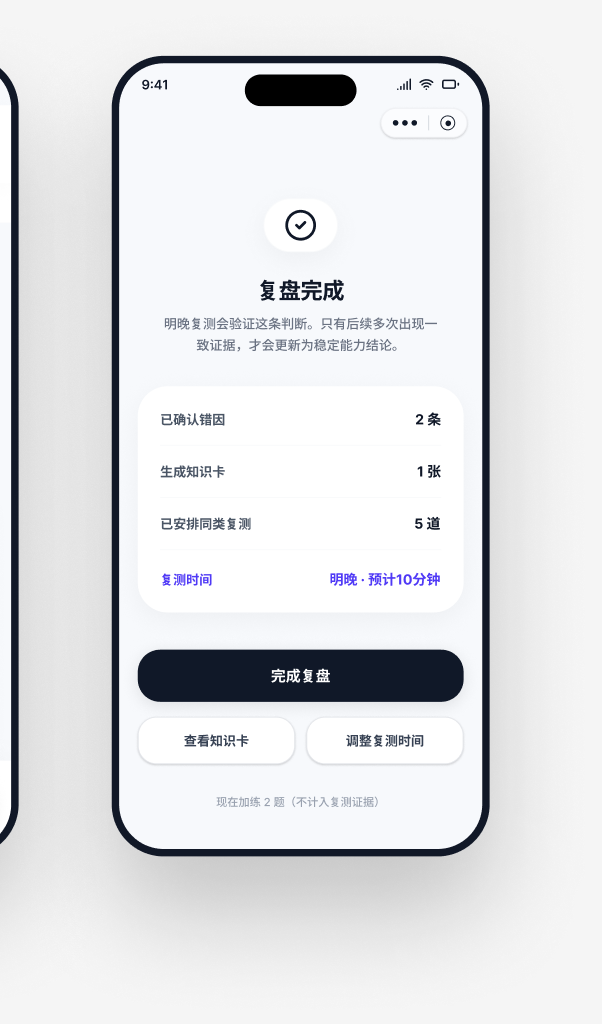 9:41
复盘完成
明晚复测会验证这条判断。只有后续多次出现一
致证据，才会更新为稳定能力结论。
已确认错因 2 条
生成知识卡 1 张
已安排同类复测 5 道
复测时间 明晚 · 预计10分钟
完成复盘
查看知识卡 调整复测时间
现在加练 2 题（不计入复测证据）